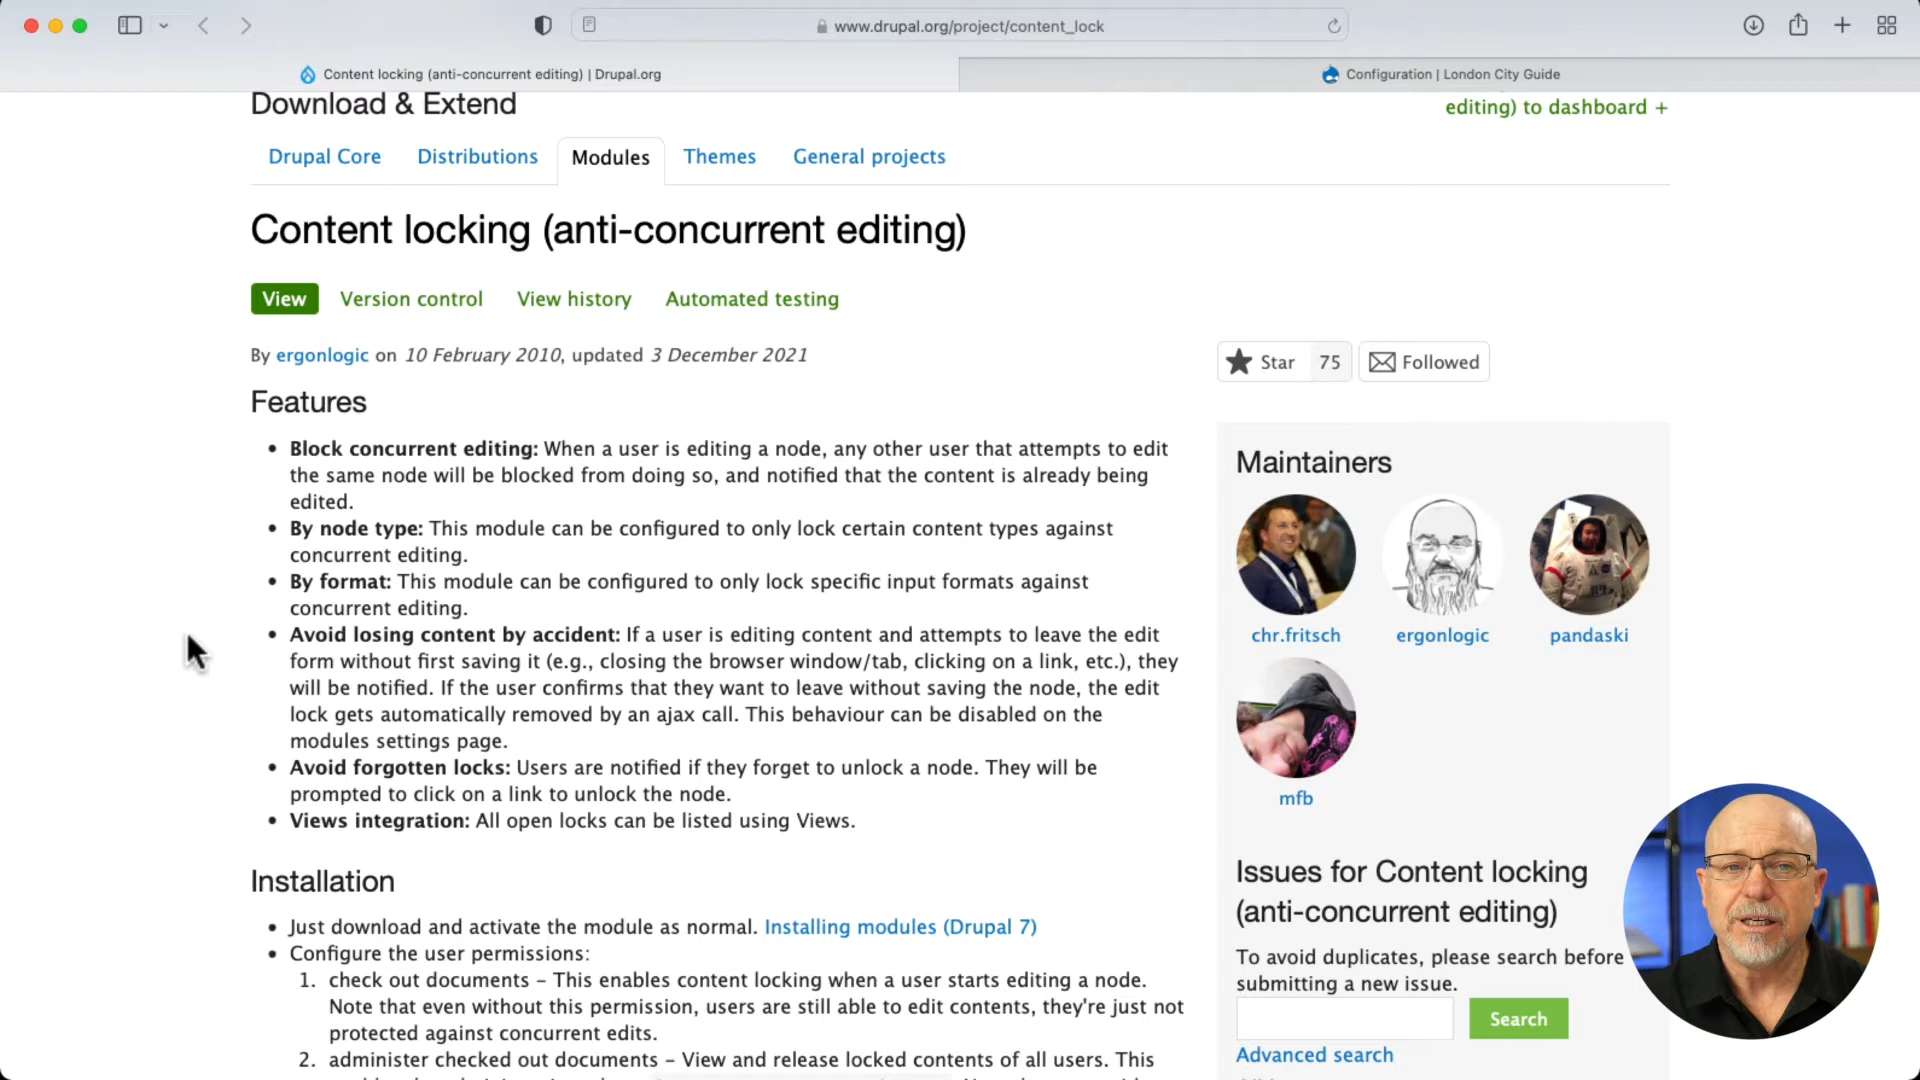 www.drupal.org/project/content_lock
Content locking (anti-concurrent editing) | Drupal.org
Configuration | London City Guide
Download & Extend
editing) to dashboard +
Drupal Core
Distributions
Modules
Themes
General projects
Content locking (anti-concurrent editing)
View
Version control
View history
Automated testing
By ergonlogic on 10 February 2010, updated 3 December 2021
Star 75
Followed
Features
• Block concurrent editing: When a user is editing a node, any other user that attempts to edit
the same node will be blocked from doing so, and notified that the content is already being
edited.
• By node type: This module can be configured to only lock certain content types against
concurrent editing.
• By format: This module can be configured to only lock specific input formats against
concurrent editing.
• Avoid losing content by accident: If a user is editing content and attempts to leave the edit
form without first saving it (e.g., closing the browser window/tab, clicking on a link, etc.), they
will be notified. If the user confirms that they want to leave without saving the node, the edit
lock gets automatically removed by an ajax call. This behaviour can be disabled on the
modules settings page.
• Avoid forgotten locks: Users are notified if they forget to unlock a node. They will be
prompted to click on a link to unlock the node.
• Views integration: All open locks can be listed using Views.
Installation
• Just download and activate the module as normal. Installing modules (Drupal 7)
• Configure the user permissions:
1. check out documents – This enables content locking when a user starts editing a node.
Note that even without this permission, users are still able to edit contents, they're just not
protected against concurrent edits.
2. administer checked out documents – View and release locked contents of all users. This
Maintainers
chr.fritsch
ergonlogic
pandaski
mfb
Issues for Content locking
(anti-concurrent editing)
To avoid duplicates, please search before
submitting a new issue.
Search
Advanced search